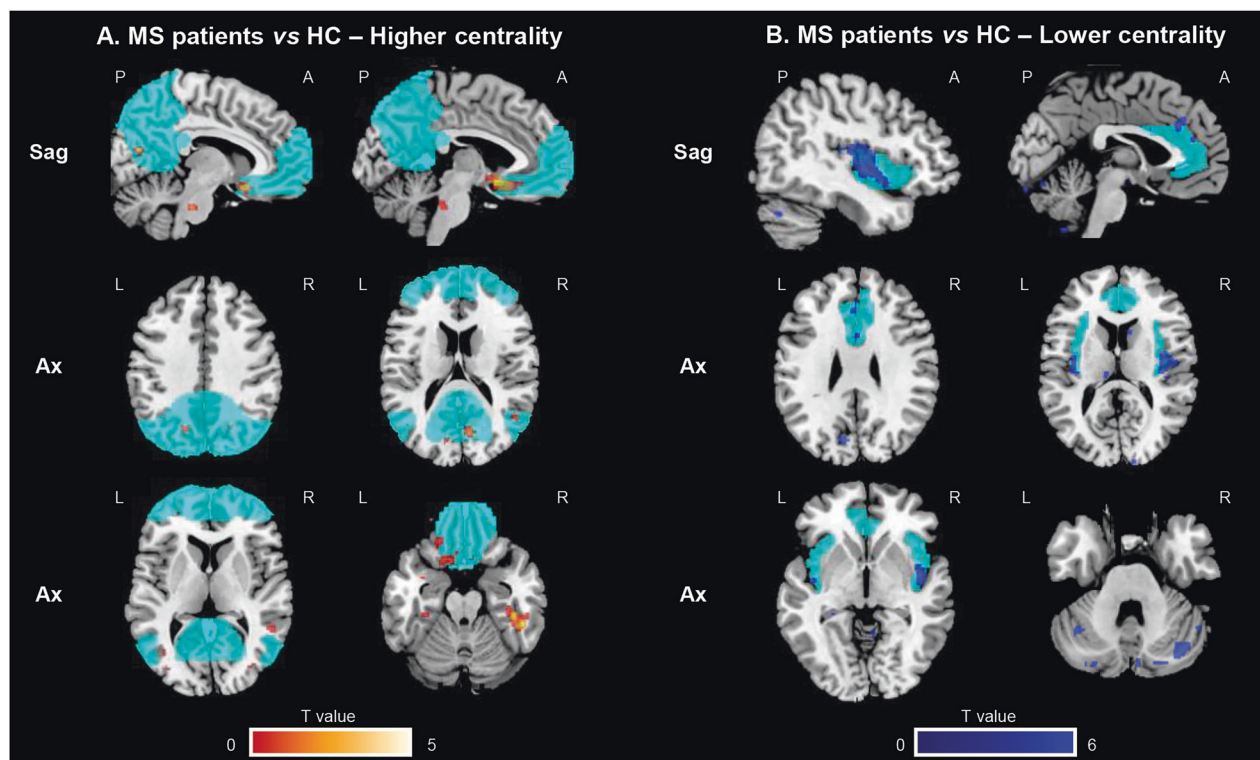 A. MS patients vs HC – Higher centrality
B. MS patients vs HC – Lower centrality
P A P A
P A P A
Sag
Sag
L R L R
L R L R
Ax
Ax
L R L R
L R L R
Ax
Ax
T value
0 5
T value
0 6